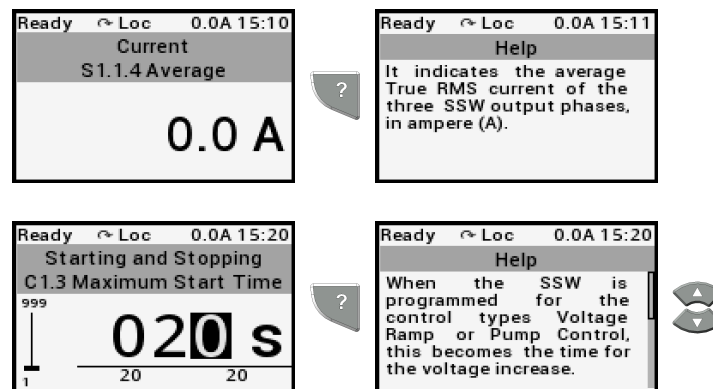 Ready Loc 0.0A 15:10
Current
S1.1.4 Average
0.0 A
?
Ready Loc 0.0A 15:11
Help
It indicates the average
True RMS current of the
three SSW output phases,
in ampere (A).
Ready Loc 0.0A 15:20
Starting and Stopping
C1.3 Maximum Start Time
999
020 s
1
20 20
?
Ready Loc 0.0A 15:20
Help
When the SSW is
programmed for the
control types Voltage
Ramp or Pump Control,
this becomes the time for
the voltage increase.